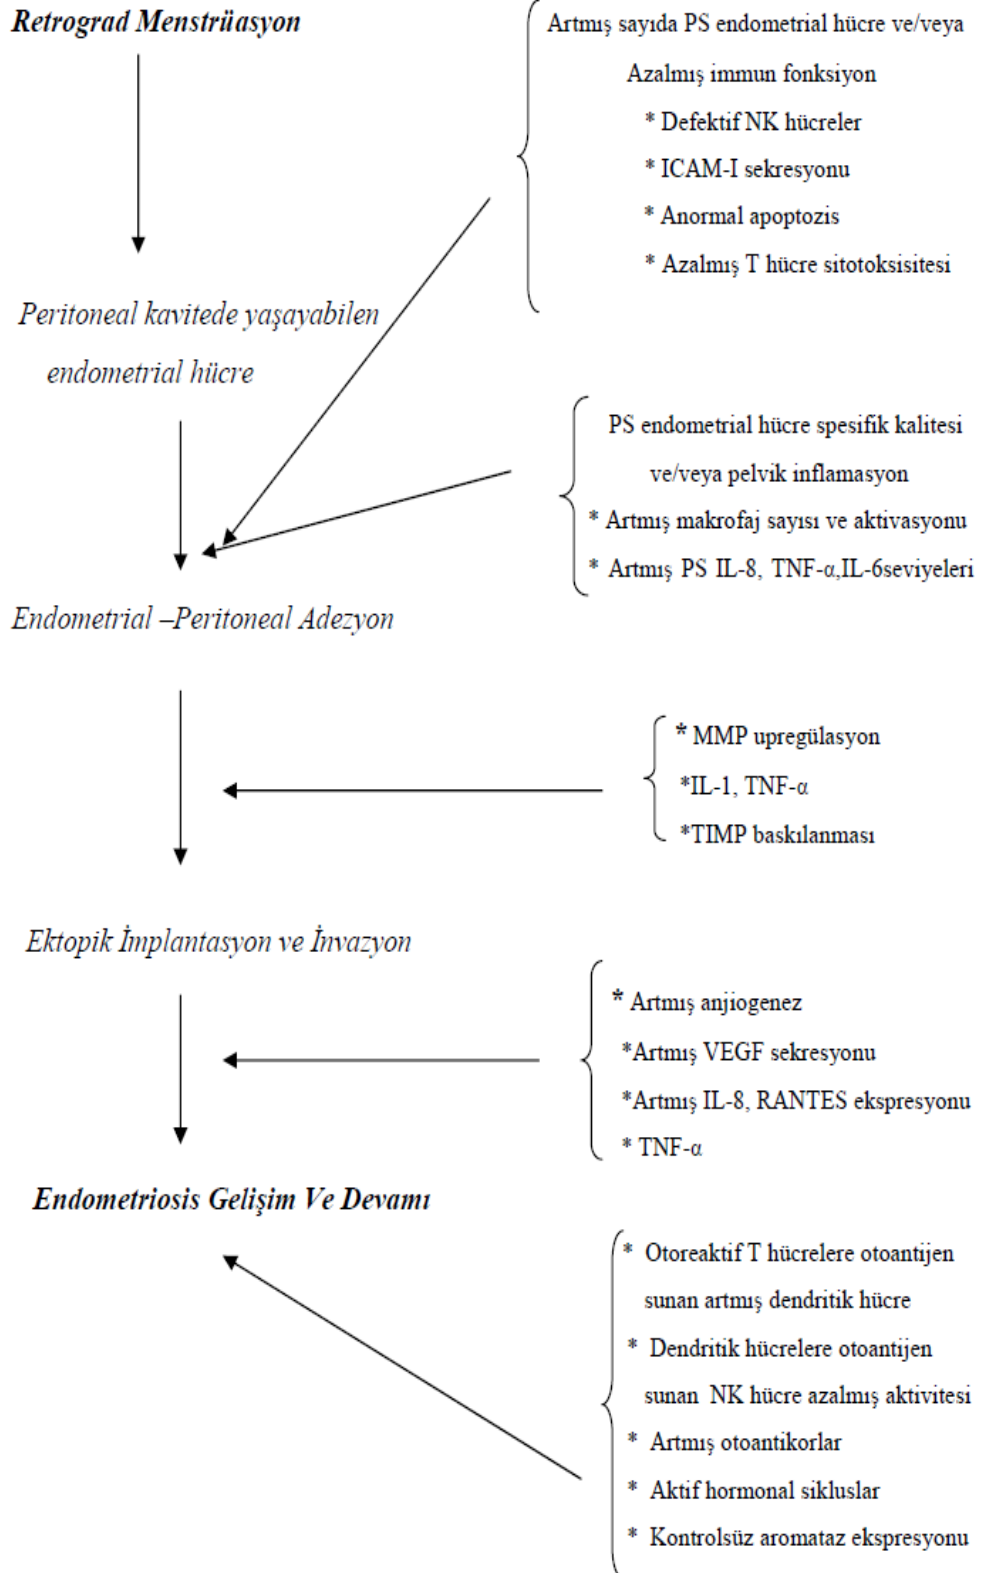 Retrograd Menstrüasyon
Artmış sayıda PS endometrial hücre ve/veya
Azalmış immun fonksiyon
* Defektif NK hücreler
* ICAM-I sekresyonu
* Anormal apoptozis
* Azalmış T hücre sitotoksisitesi
Peritoneal kavitede yaşayabilen
endometrial hücre
PS endometrial hücre spesifik kalitesi
ve/veya pelvik inflamasyon
* Artmış makrofaj sayısı ve aktivasyonu
* Artmış PS IL-8, TNF-α,IL-6seviyeleri
Endometrial –Peritoneal Adezyon
* MMP upregülasyon
*IL-1, TNF-α
*TIMP baskılanması
Ektopik İmplantasyon ve İnvazyon
* Artmış anjiogenez
*Artmış VEGF sekresyonu
*Artmış IL-8, RANTES ekspresyonu
* TNF-α
Endometriosis Gelişim Ve Devamı
* Otoreaktif T hücrelere otoantijen
sunan artmış dendritik hücre
* Dendritik hücrelere otoantijen
sunan NK hücre azalmış aktivitesi
* Artmış otoantikorlar
* Aktif hormonal sikluslar
* Kontrolsüz aromataz ekspresyonu